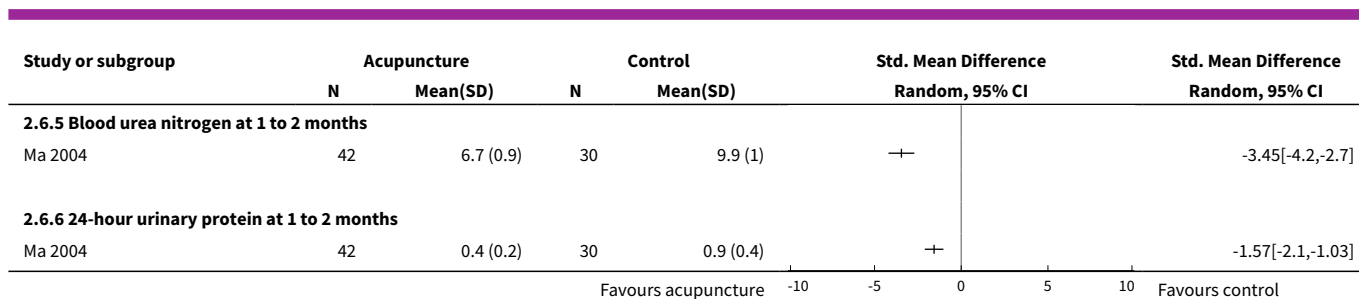 Study or subgroup Acupuncture Control Std. Mean Difference Std. Mean Difference
N Mean(SD) N Mean(SD) Random, 95% CI Random, 95% CI
2.6.5 Blood urea nitrogen at 1 to 2 months
Ma 2004 42 6.7 (0.9) 30 9.9 (1) -3.45[-4.2,-2.7]
2.6.6 24-hour urinary protein at 1 to 2 months
Ma 2004 42 0.4 (0.2) 30 0.9 (0.4) -1.57[-2.1,-1.03]
Favours acupuncture -10 -5 0 5 10 Favours control